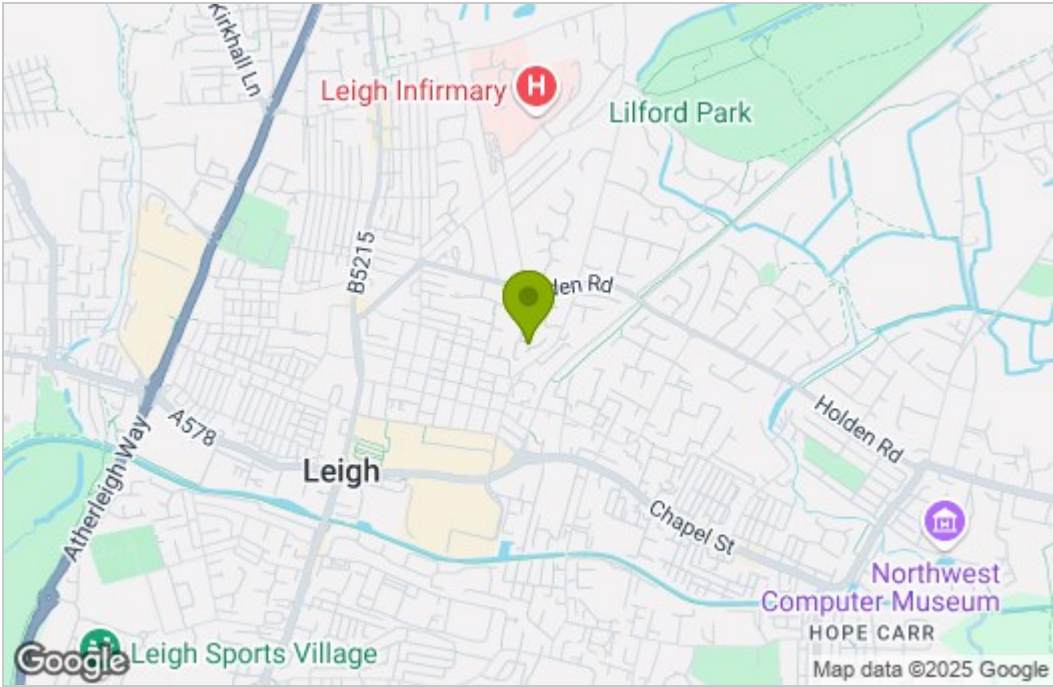 Kirkhall Ln
Leigh Infirmary
H
Lilford Park
B5215
den Rd
Holden Rd
A578
Atherleigh Way
Leigh
Chapel St
Northwest
Computer Museum
HOPE CARR
Leigh Sports Village
Google
Map data ©2025 Google